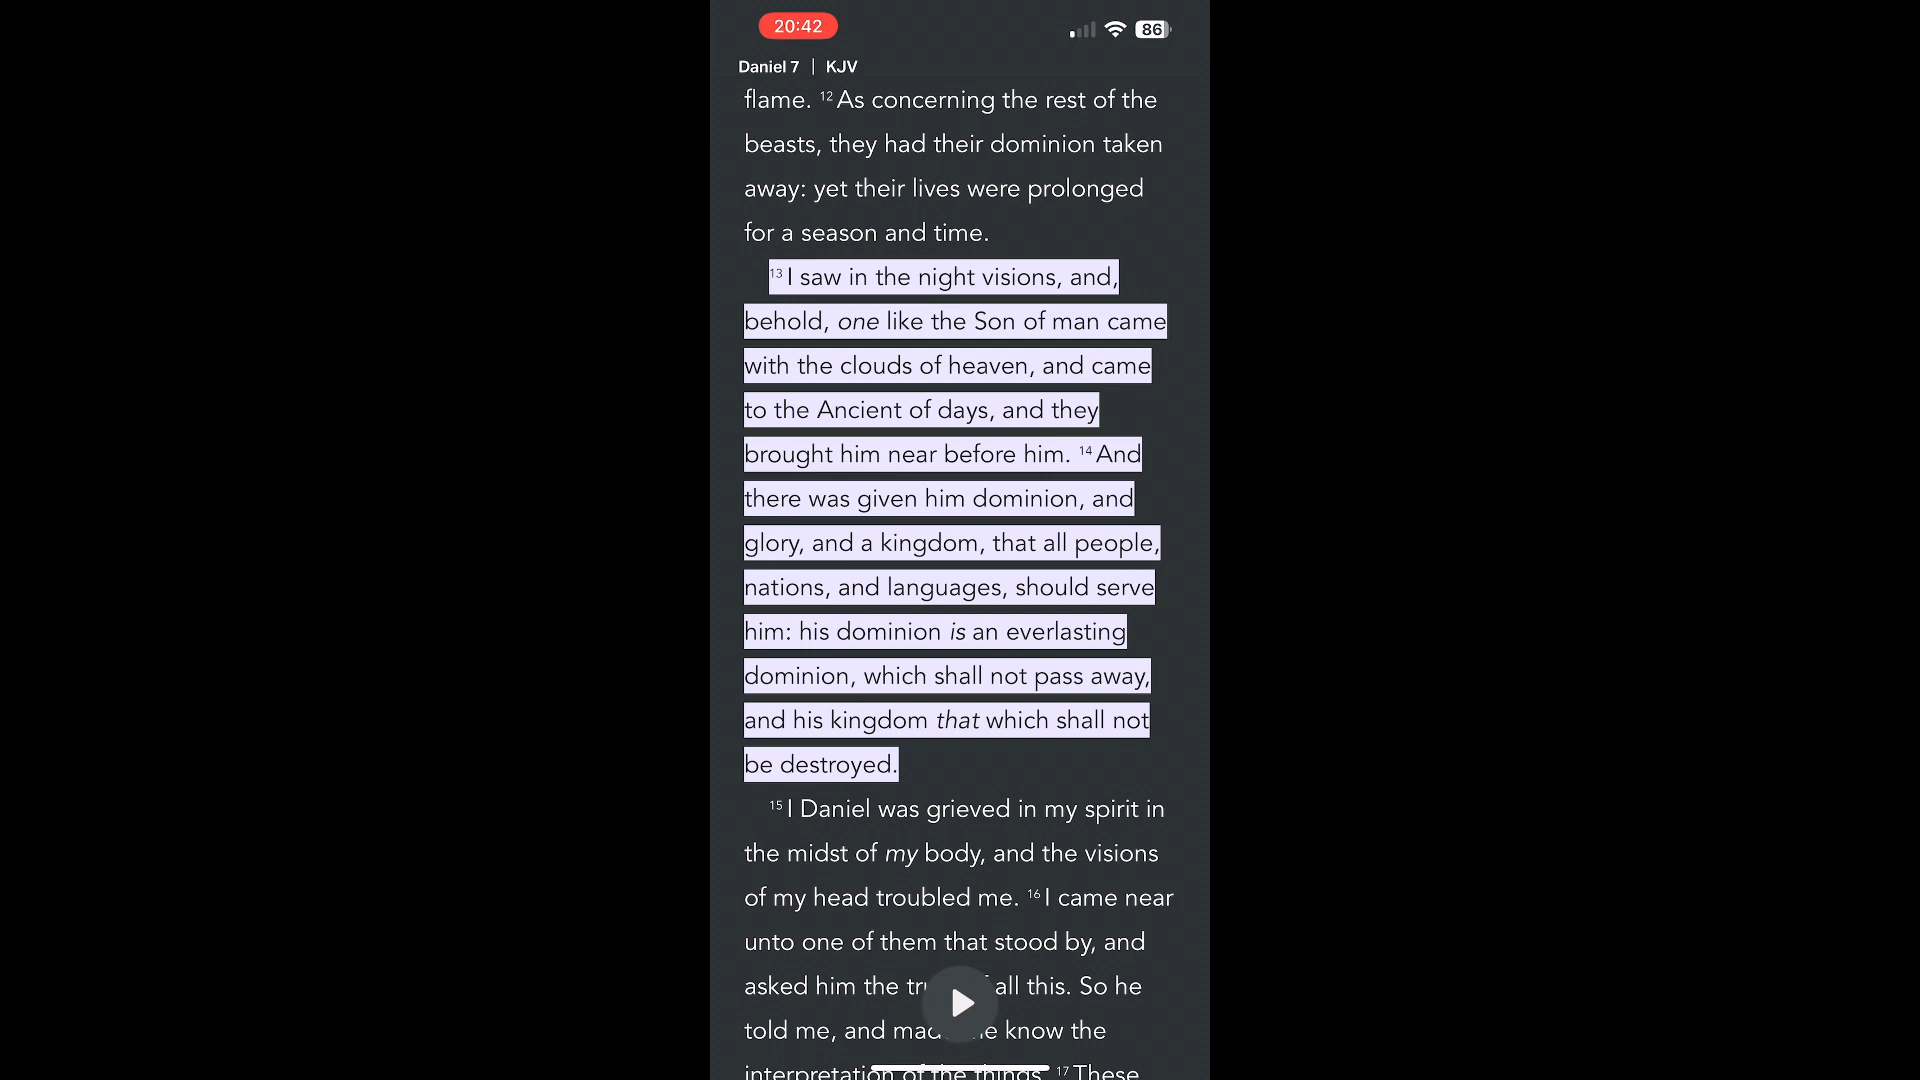 20:42
86
Daniel 7 | KJV
flame. 12 As concerning the rest of the
beasts, they had their dominion taken
away: yet their lives were prolonged
for a season and time.
13 I saw in the night visions, and,
behold, one like the Son of man came
with the clouds of heaven, and came
to the Ancient of days, and they
brought him near before him. 14 And
there was given him dominion, and
glory, and a kingdom, that all people,
nations, and languages, should serve
him: his dominion is an everlasting
dominion, which shall not pass away,
and his kingdom that which shall not
be destroyed.
15 I Daniel was grieved in my spirit in
the midst of my body, and the visions
of my head troubled me. 16 I came near
unto one of them that stood by, and
asked him the all this. So he
told me, and know the
interpretation of the things. 17 These